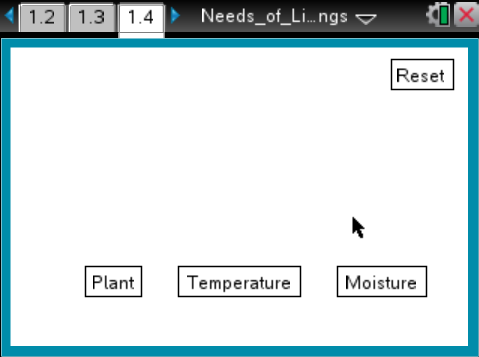 1.2 1.3 1.4 Needs_of_Li...ngs
Reset
Plant Temperature Moisture